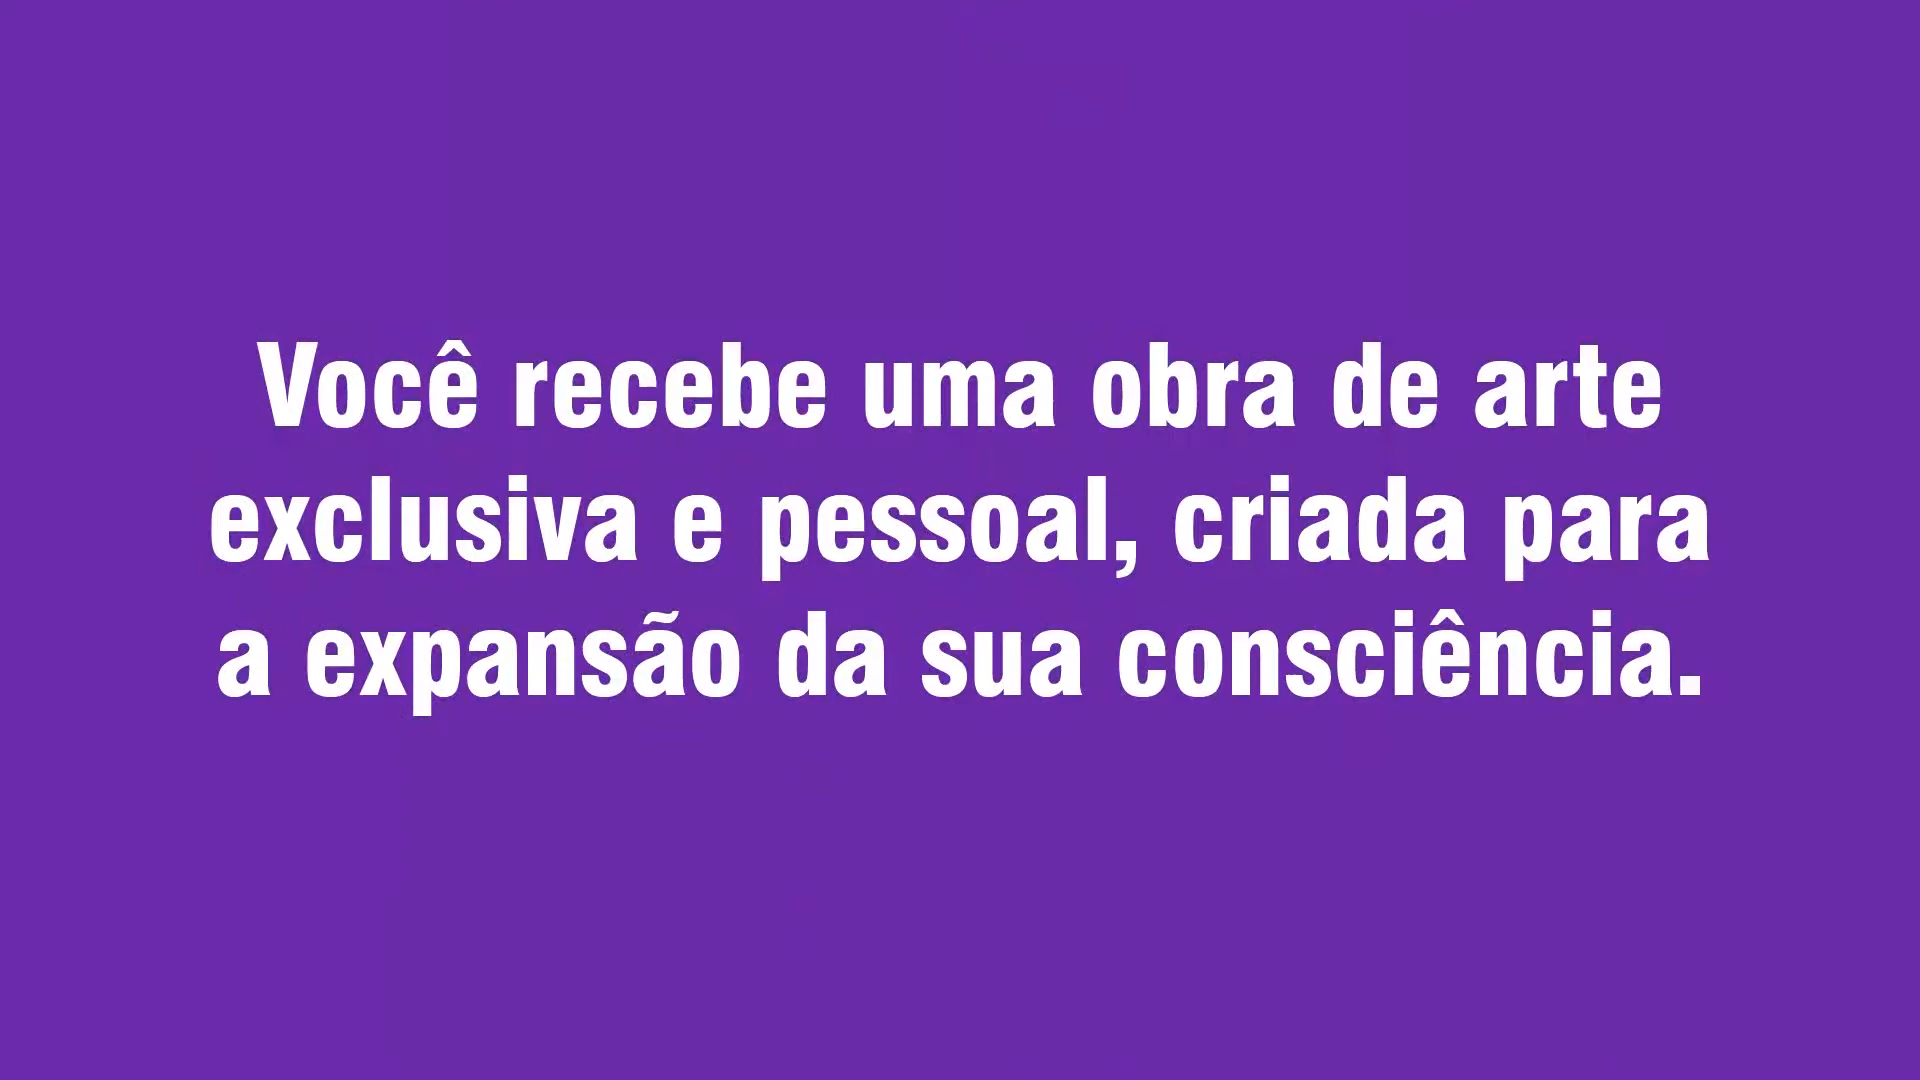 Você recebe uma obra de arte
exclusiva e pessoal, criada para
a expansão da sua consciência.